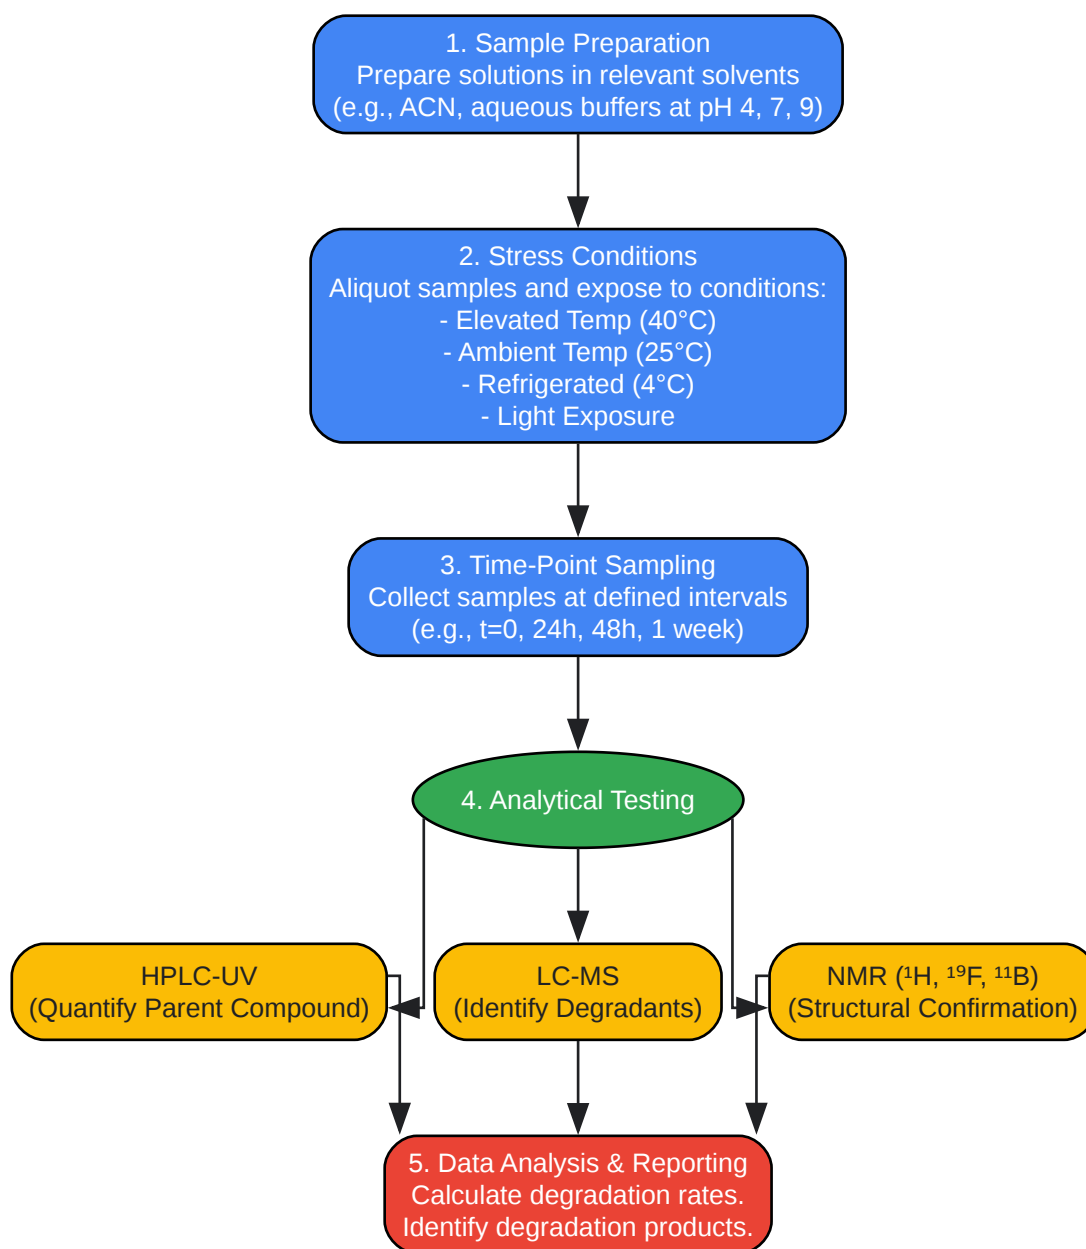 1. Sample Preparation
Prepare solutions in relevant solvents
(e.g., ACN, aqueous buffers at pH 4, 7, 9)
2. Stress Conditions
Aliquot samples and expose to conditions:
- Elevated Temp (40°C)
- Ambient Temp (25°C)
- Refrigerated (4°C)
- Light Exposure
3. Time-Point Sampling
Collect samples at defined intervals
(e.g., t=0, 24h, 48h, 1 week)
4. Analytical Testing
HPLC-UV
(Quantify Parent Compound)
LC-MS
(Identify Degradants)
NMR (¹H, ¹⁹F, ¹¹B)
(Structural Confirmation)
5. Data Analysis & Reporting
Calculate degradation rates.
Identify degradation products.